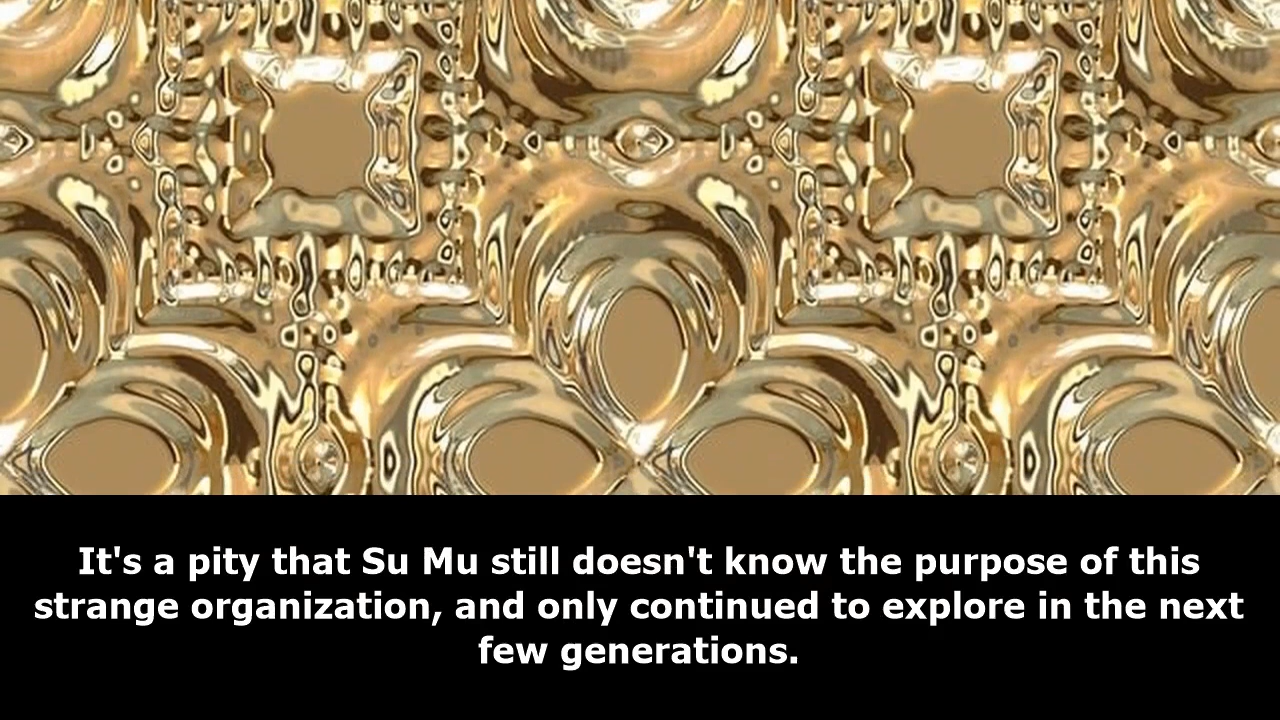 It's a pity that Su Mu still doesn't know the purpose of this
strange organization, and only continued to explore in the next
few generations.